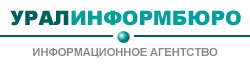 УРАЛИНФОРМБЮРО
ИНФОРМАЦИОННОЕ АГЕНТСТВО